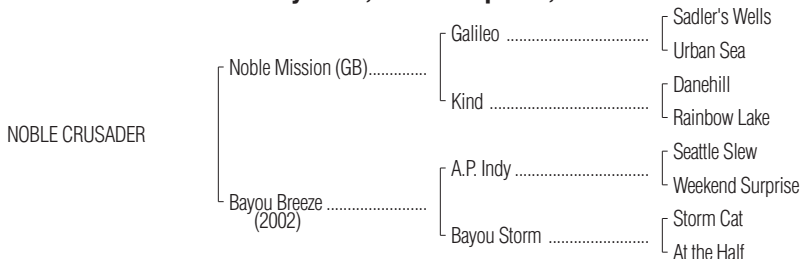 Sadler's Wells
Galileo ................................
Urban Sea
Noble Mission (GB)..............
Danehill
Kind ....................................
Rainbow Lake
NOBLE CRUSADER
Seattle Slew
A.P. Indy ..............................
Weekend Surprise
Bayou Breeze .......................
(2002)
Storm Cat
Bayou Storm .......................
At the Half